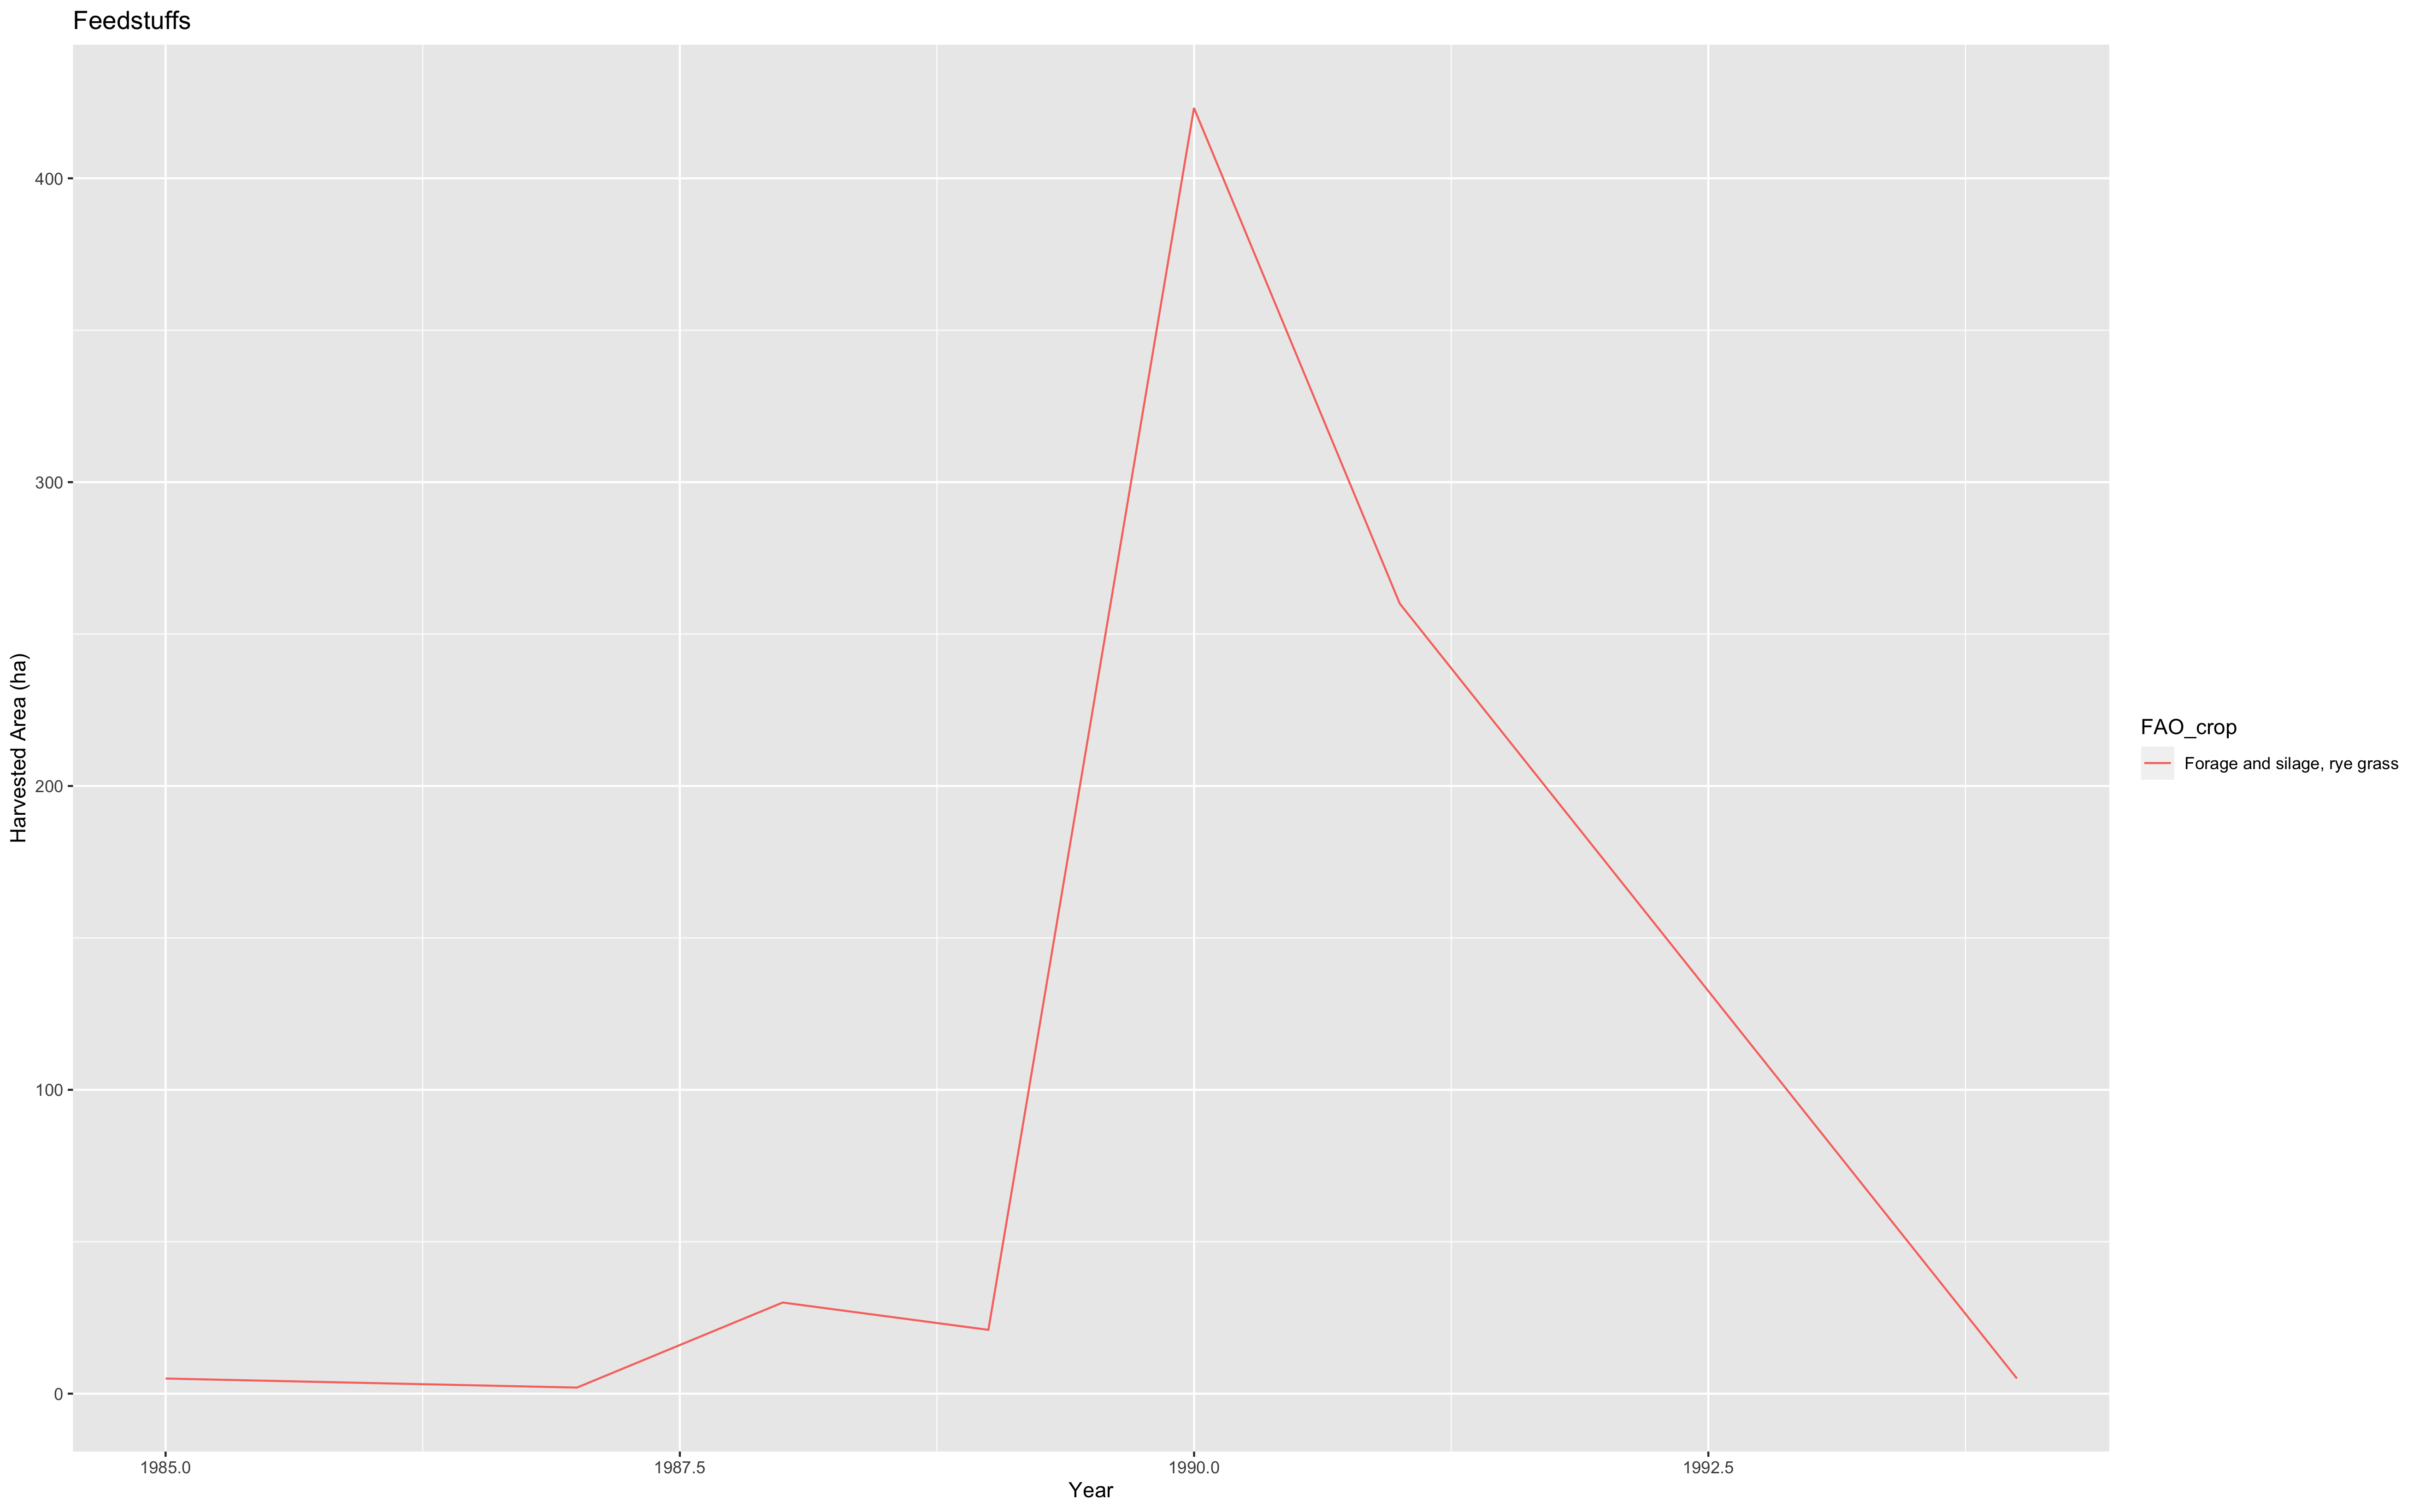 Feedstuffs
400
300
200
100
0
Harvested Area (ha)
1985.0 1987.5 1990.0 1992.5
Year
FAO_crop
Forage and silage, rye grass